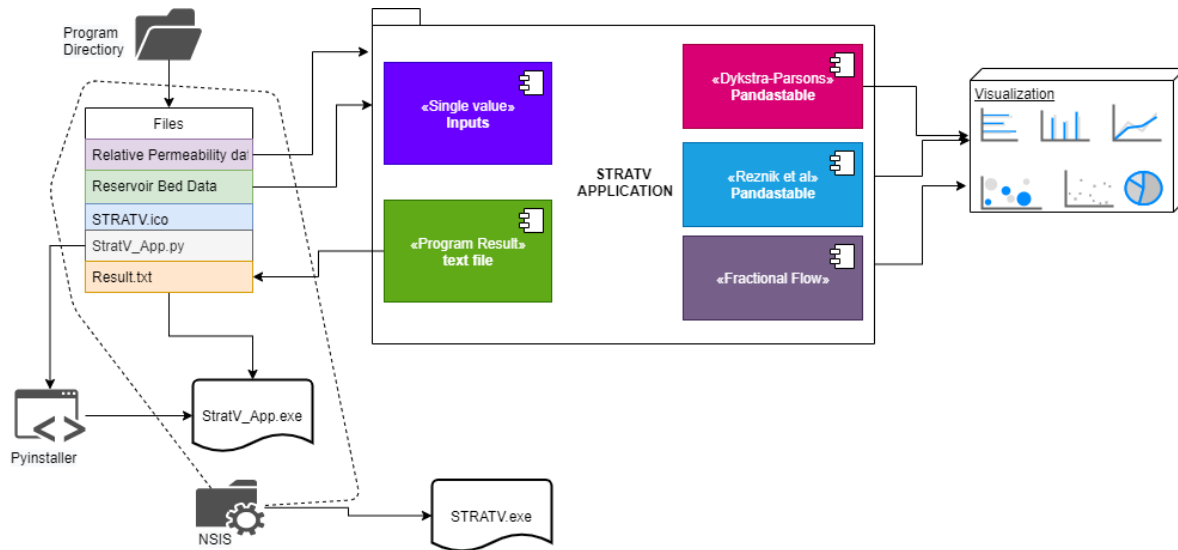 Program
Directory
Files
Relative Permeability dat
Reservoir Bed Data
STRATV.ico
StratV_App.py
Result.txt
Pyinstaller
StratV_App.exe
NSIS
STRATV.exe
«Single value»
Inputs
«Program Result»
text file
STRATV
APPLICATION
«Dykstra-Parsons»
Pandastable
«Reznik et al»
Pandastable
«Fractional Flow»
Visualization